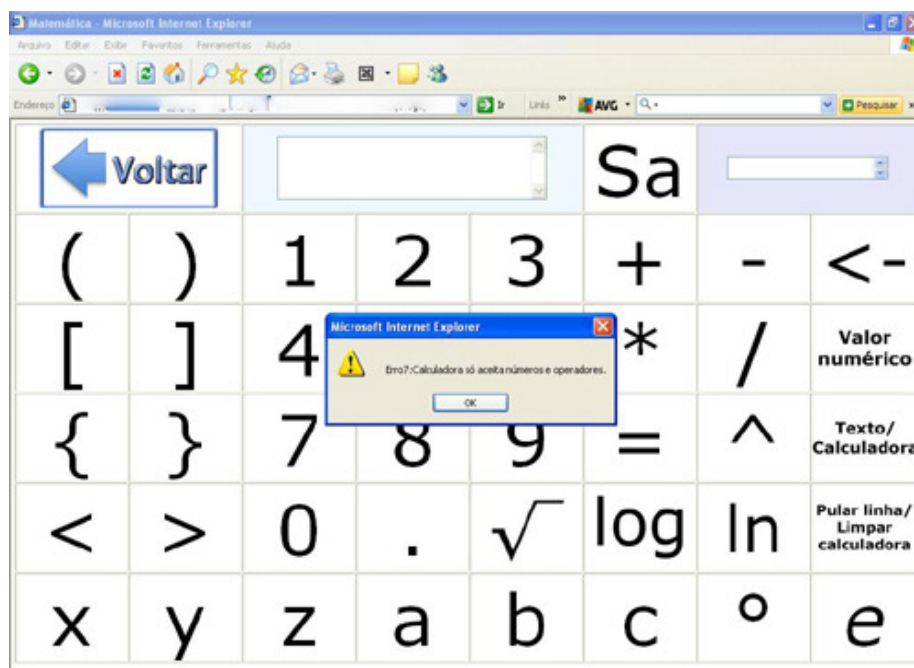 Matemática - Microsoft Internet Explorer
Arquivo Editar Exibir Favoritos Ferramentas Ajuda
Endereço Ir Links » AVG Pesquisar
Voltar Sa
( ) 1 2 3 + - <-
[ ] 4 * / Valor numérico
{ } 7 8 9 = ^ Texto/ Calculadora
< > 0 . √ log ln Pular linha/ Limpar calculadora
x y z a b c ° e
Microsoft Internet Explorer
Erro7:Calculadora só aceita números e operadores.
OK